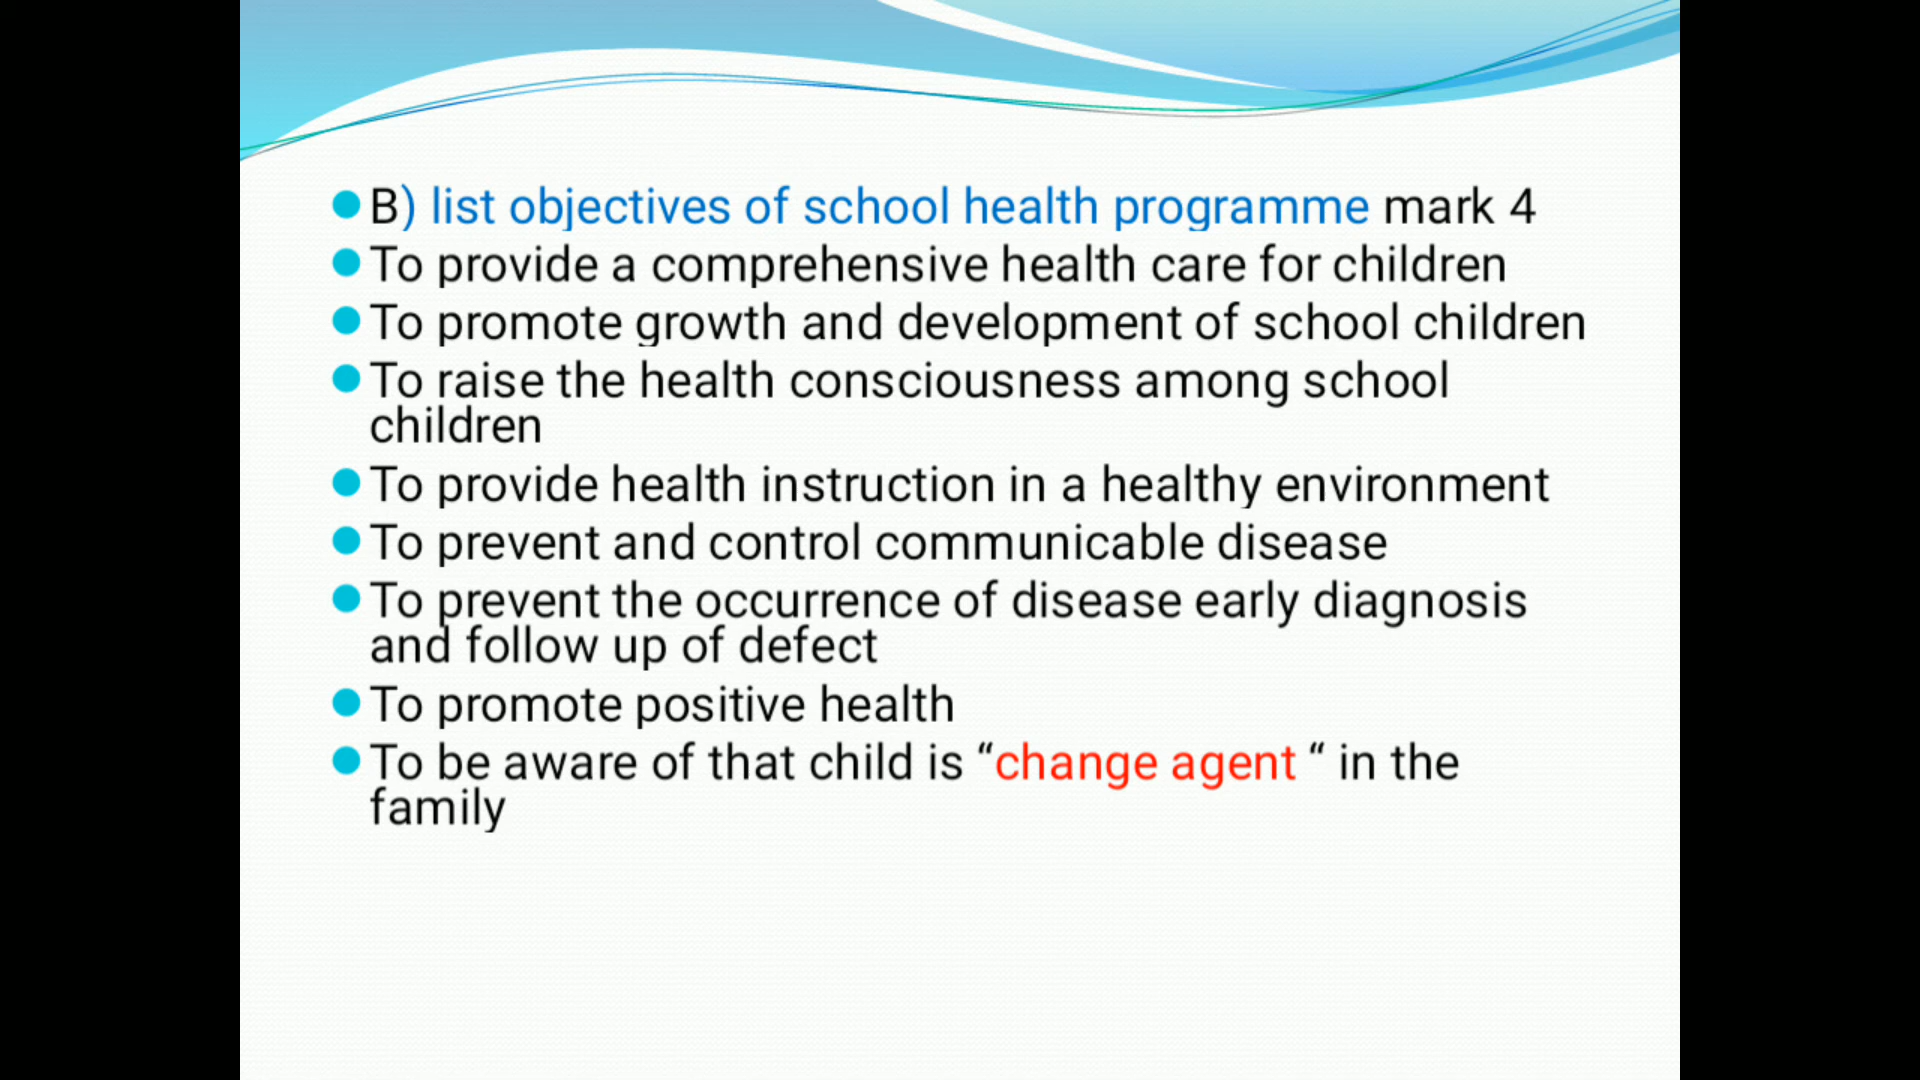 B) list objectives of school health programme mark 4
To provide a comprehensive health care for children
To promote growth and development of school children
To raise the health consciousness among school
children
To provide health instruction in a healthy environment
To prevent and control communicable disease
To prevent the occurrence of disease early diagnosis
and follow up of defect
To promote positive health
To be aware of that child is “change agent “ in the
family